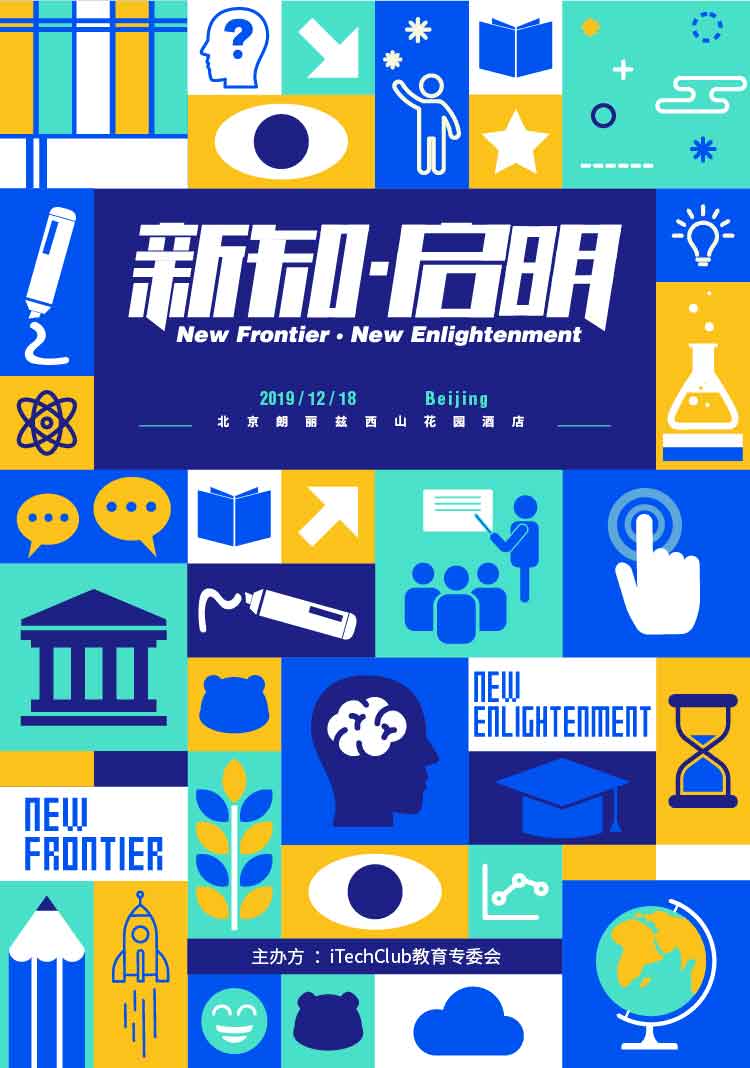 ?
新知·启明
New Frontier · New Enlightenment
2019/12/18
Beijing
北京朗丽兹西山花园酒店
NEW
ENLIGHTENMENT
NEW
FRONTIER
主办方 ：iTechClub教育专委会